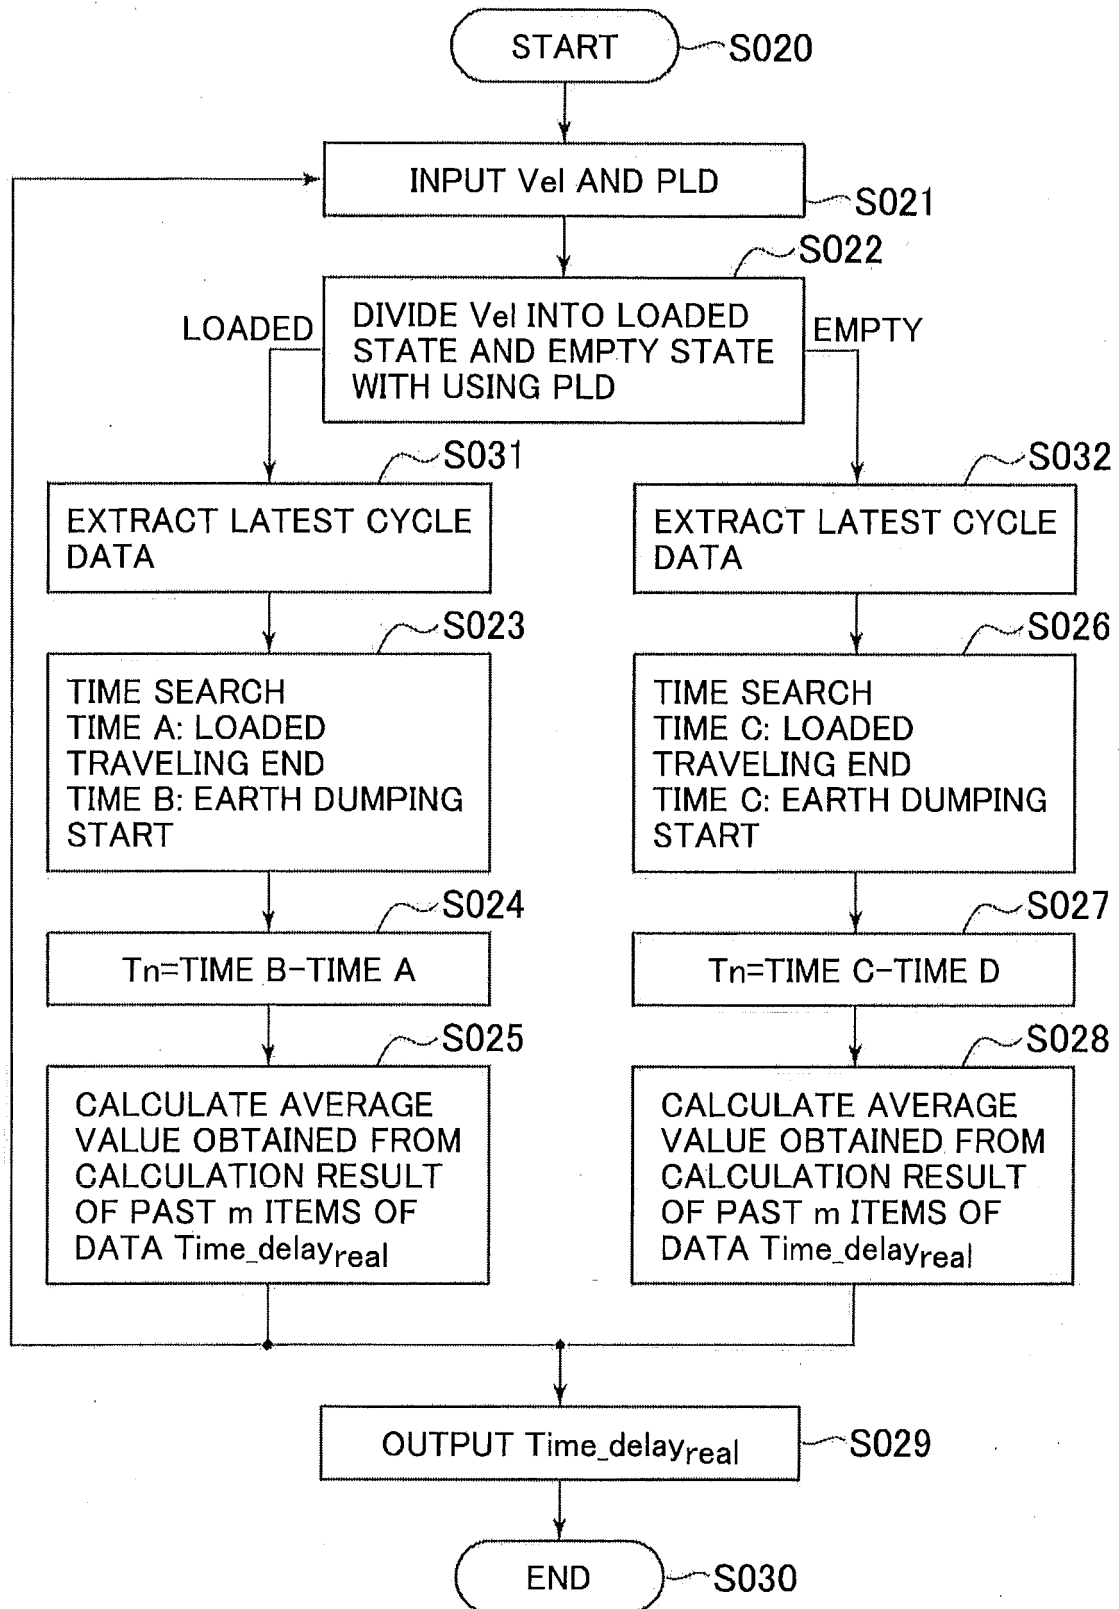 START
S020
INPUT Vel AND PLD
S021
S022
DIVIDE Vel INTO LOADED
STATE AND EMPTY STATE
WITH USING PLD
LOADED
EMPTY
S031
EXTRACT LATEST CYCLE
DATA
S023
TIME SEARCH
TIME A: LOADED
TRAVELING END
TIME B: EARTH DUMPING
START
S024
Tn=TIME B-TIME A
S025
CALCULATE AVERAGE
VALUE OBTAINED FROM
CALCULATION RESULT
OF PAST m ITEMS OF
DATA Time_delayreal
S032
EXTRACT LATEST CYCLE
DATA
S026
TIME SEARCH
TIME C: LOADED
TRAVELING END
TIME C: EARTH DUMPING
START
S027
Tn=TIME C-TIME D
S028
CALCULATE AVERAGE
VALUE OBTAINED FROM
CALCULATION RESULT
OF PAST m ITEMS OF
DATA Time_delayreal
OUTPUT Time_delayreal
S029
END
S030